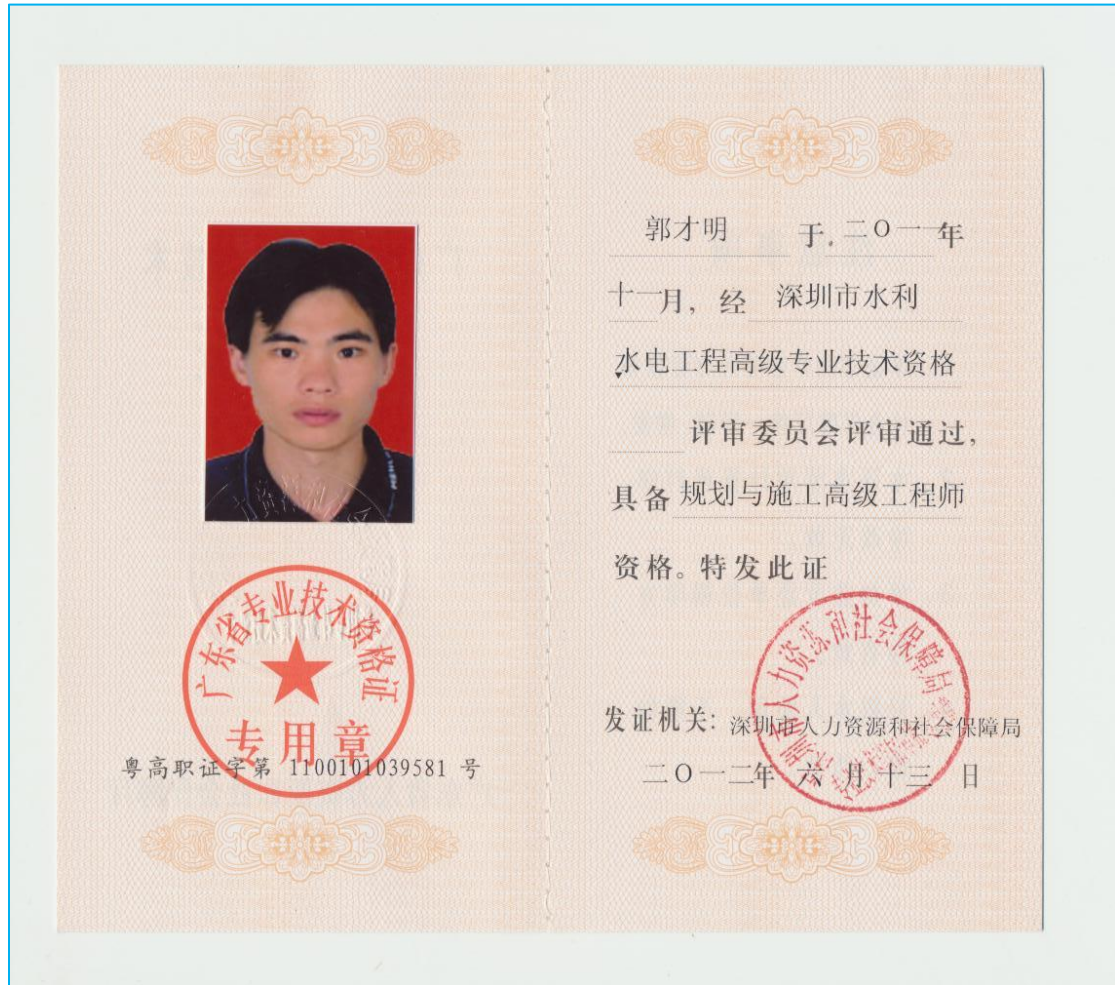 广东省专业技术资格证
专用章
粤高职证字第 1100101039581 号
郭才明 于 二〇一一年
十一月，经 深圳市水利
水电工程高级专业技术资格
评审委员会评审通过，
具备 规划与施工高级工程师
资格。特发此证
深圳市人力资源和社会保障局
发证机关：深圳市人力资源和社会保障局
二〇一二年 六 月 十三 日